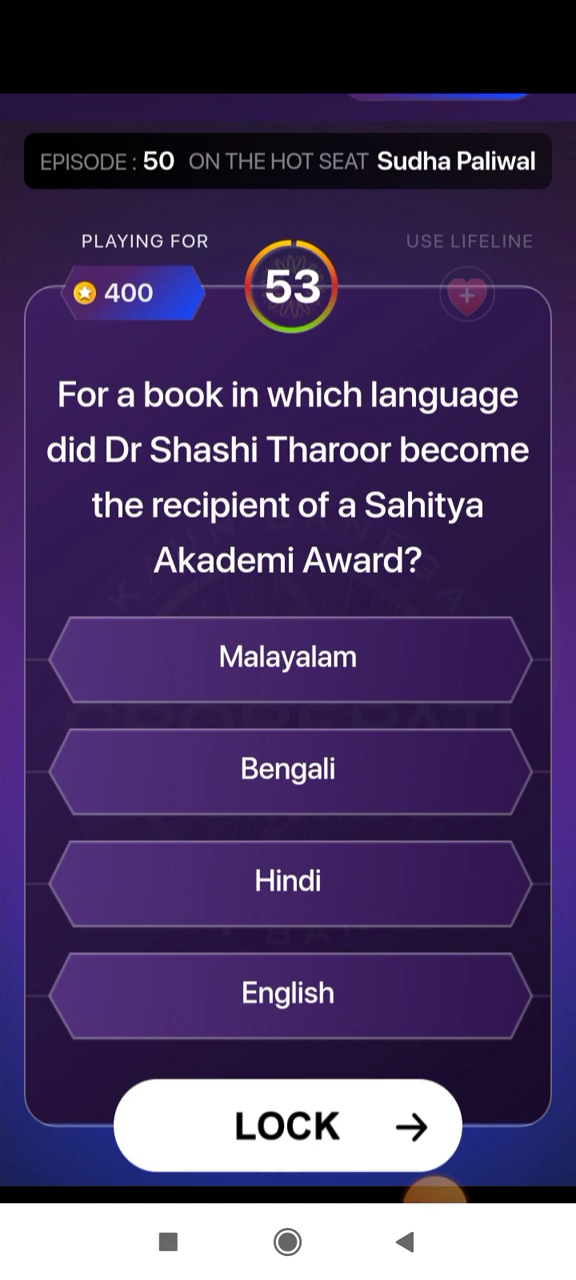 EPISODE : 50 ON THE HOT SEAT Sudha Paliwal
PLAYING FOR
USE LIFELINE
400
53
For a book in which language
did Dr Shashi Tharoor become
the recipient of a Sahitya
Akademi Award?
Malayalam
Bengali
Hindi
English
LOCK